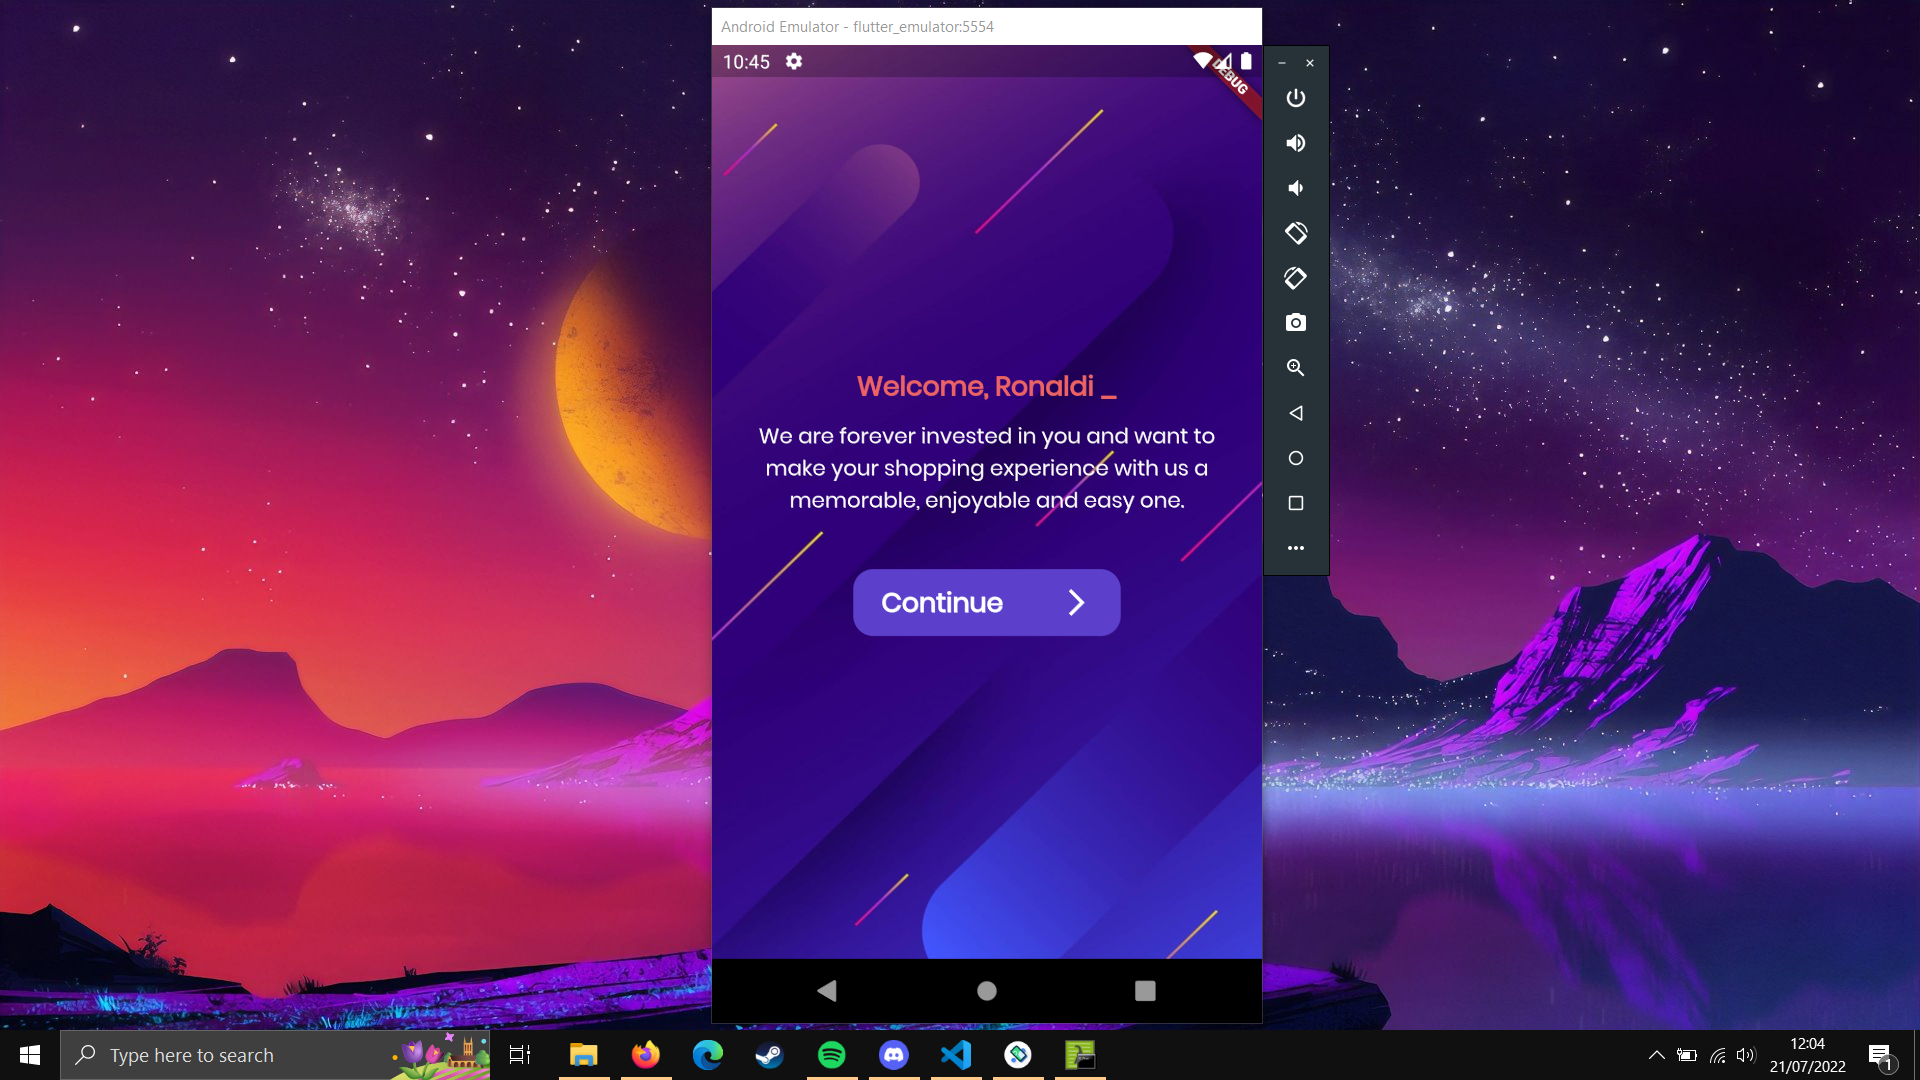 Android Emulator - flutter_emulator:5554
10:45
DEBUG
Welcome, Ronaldi _
We are forever invested in you and want to
make your shopping experience with us a
memorable, enjoyable and easy one.
Continue
Type here to search
12:04
21/07/2022
1